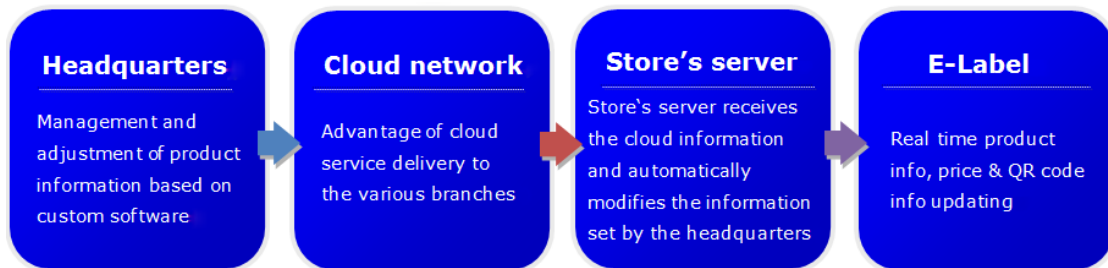 Headquarters
Management and
adjustment of product
information based on
custom software
Cloud network
Advantage of cloud
service delivery to
the various branches
Store’s server
Store‘s server receives
the cloud information
and automatically
modifies the information
set by the headquarters
E-Label
Real time product
info, price & QR code
info updating